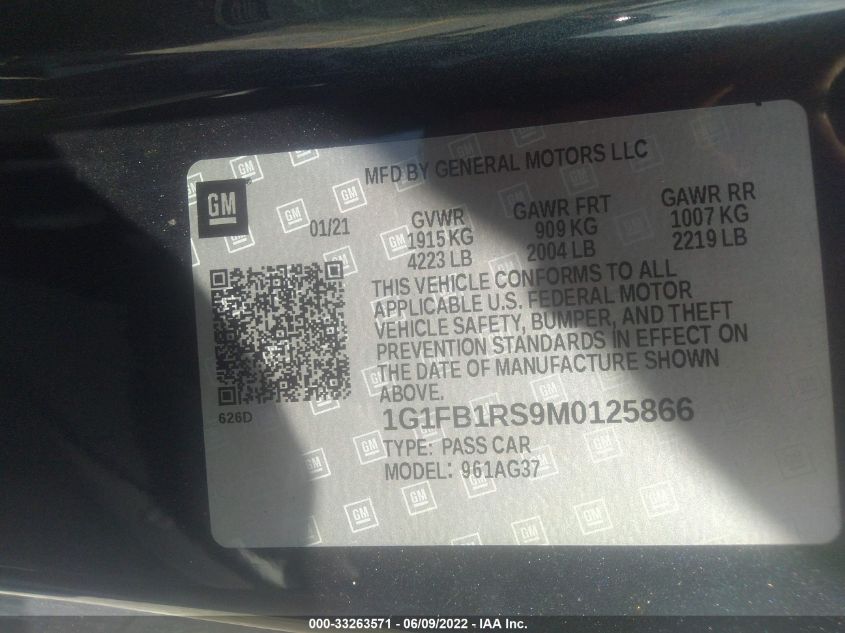 MFD BY GENERAL MOTORS LLC
GM
01/21
GVWR
1915 KG
4223 LB
GAWR FRT
909 KG
2004 LB
GAWR RR
1007 KG
2219 LB
THIS VEHICLE CONFORMS TO ALL
APPLICABLE U.S. FEDERAL MOTOR
VEHICLE SAFETY, BUMPER, AND THEFT
PREVENTION STANDARDS IN EFFECT ON
THE DATE OF MANUFACTURE SHOWN
ABOVE.
626D
1G1FB1RS9M0125866
TYPE: PASS CAR
MODEL: 961AG37
000-33263571 - 06/09/2022 - IAA Inc.